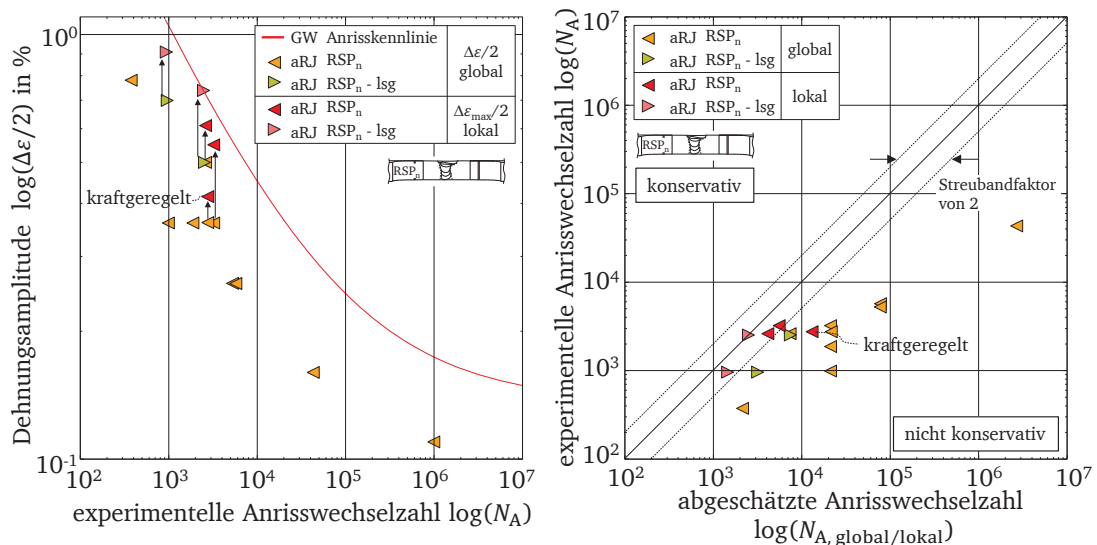 Dehnungsamplitude log(Δε/2) in %
10⁰
10⁻¹
GW Anrisskennlinie
aRJ RSPₙ
aRJ RSPₙ - lsg
Δε/2
global
aRJ RSPₙ
aRJ RSPₙ - lsg
Δεmax/2
lokal
RSPₙ
kraftgeregelt
10² 10³ 10⁴ 10⁵ 10⁶ 10⁷
experimentelle Anrisswechselzahl log(N_A)
experimentelle Anrisswechselzahl log(N_A)
10⁷
10⁶
10⁵
10⁴
10³
10²
aRJ RSPₙ
aRJ RSPₙ - lsg
global
aRJ RSPₙ
aRJ RSPₙ - lsg
lokal
RSPₙ
konservativ
Streubandfaktor
von 2
kraftgeregelt
nicht konservativ
10² 10³ 10⁴ 10⁵ 10⁶ 10⁷
abgeschätzte Anrisswechselzahl
log(N_A, global/lokal)